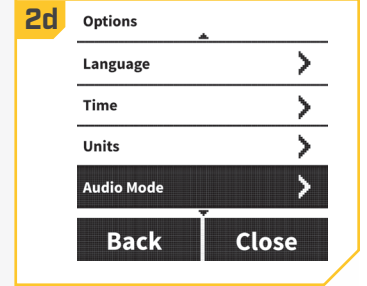 2d
Options
Language
Time
Units
Audio Mode
Back Close